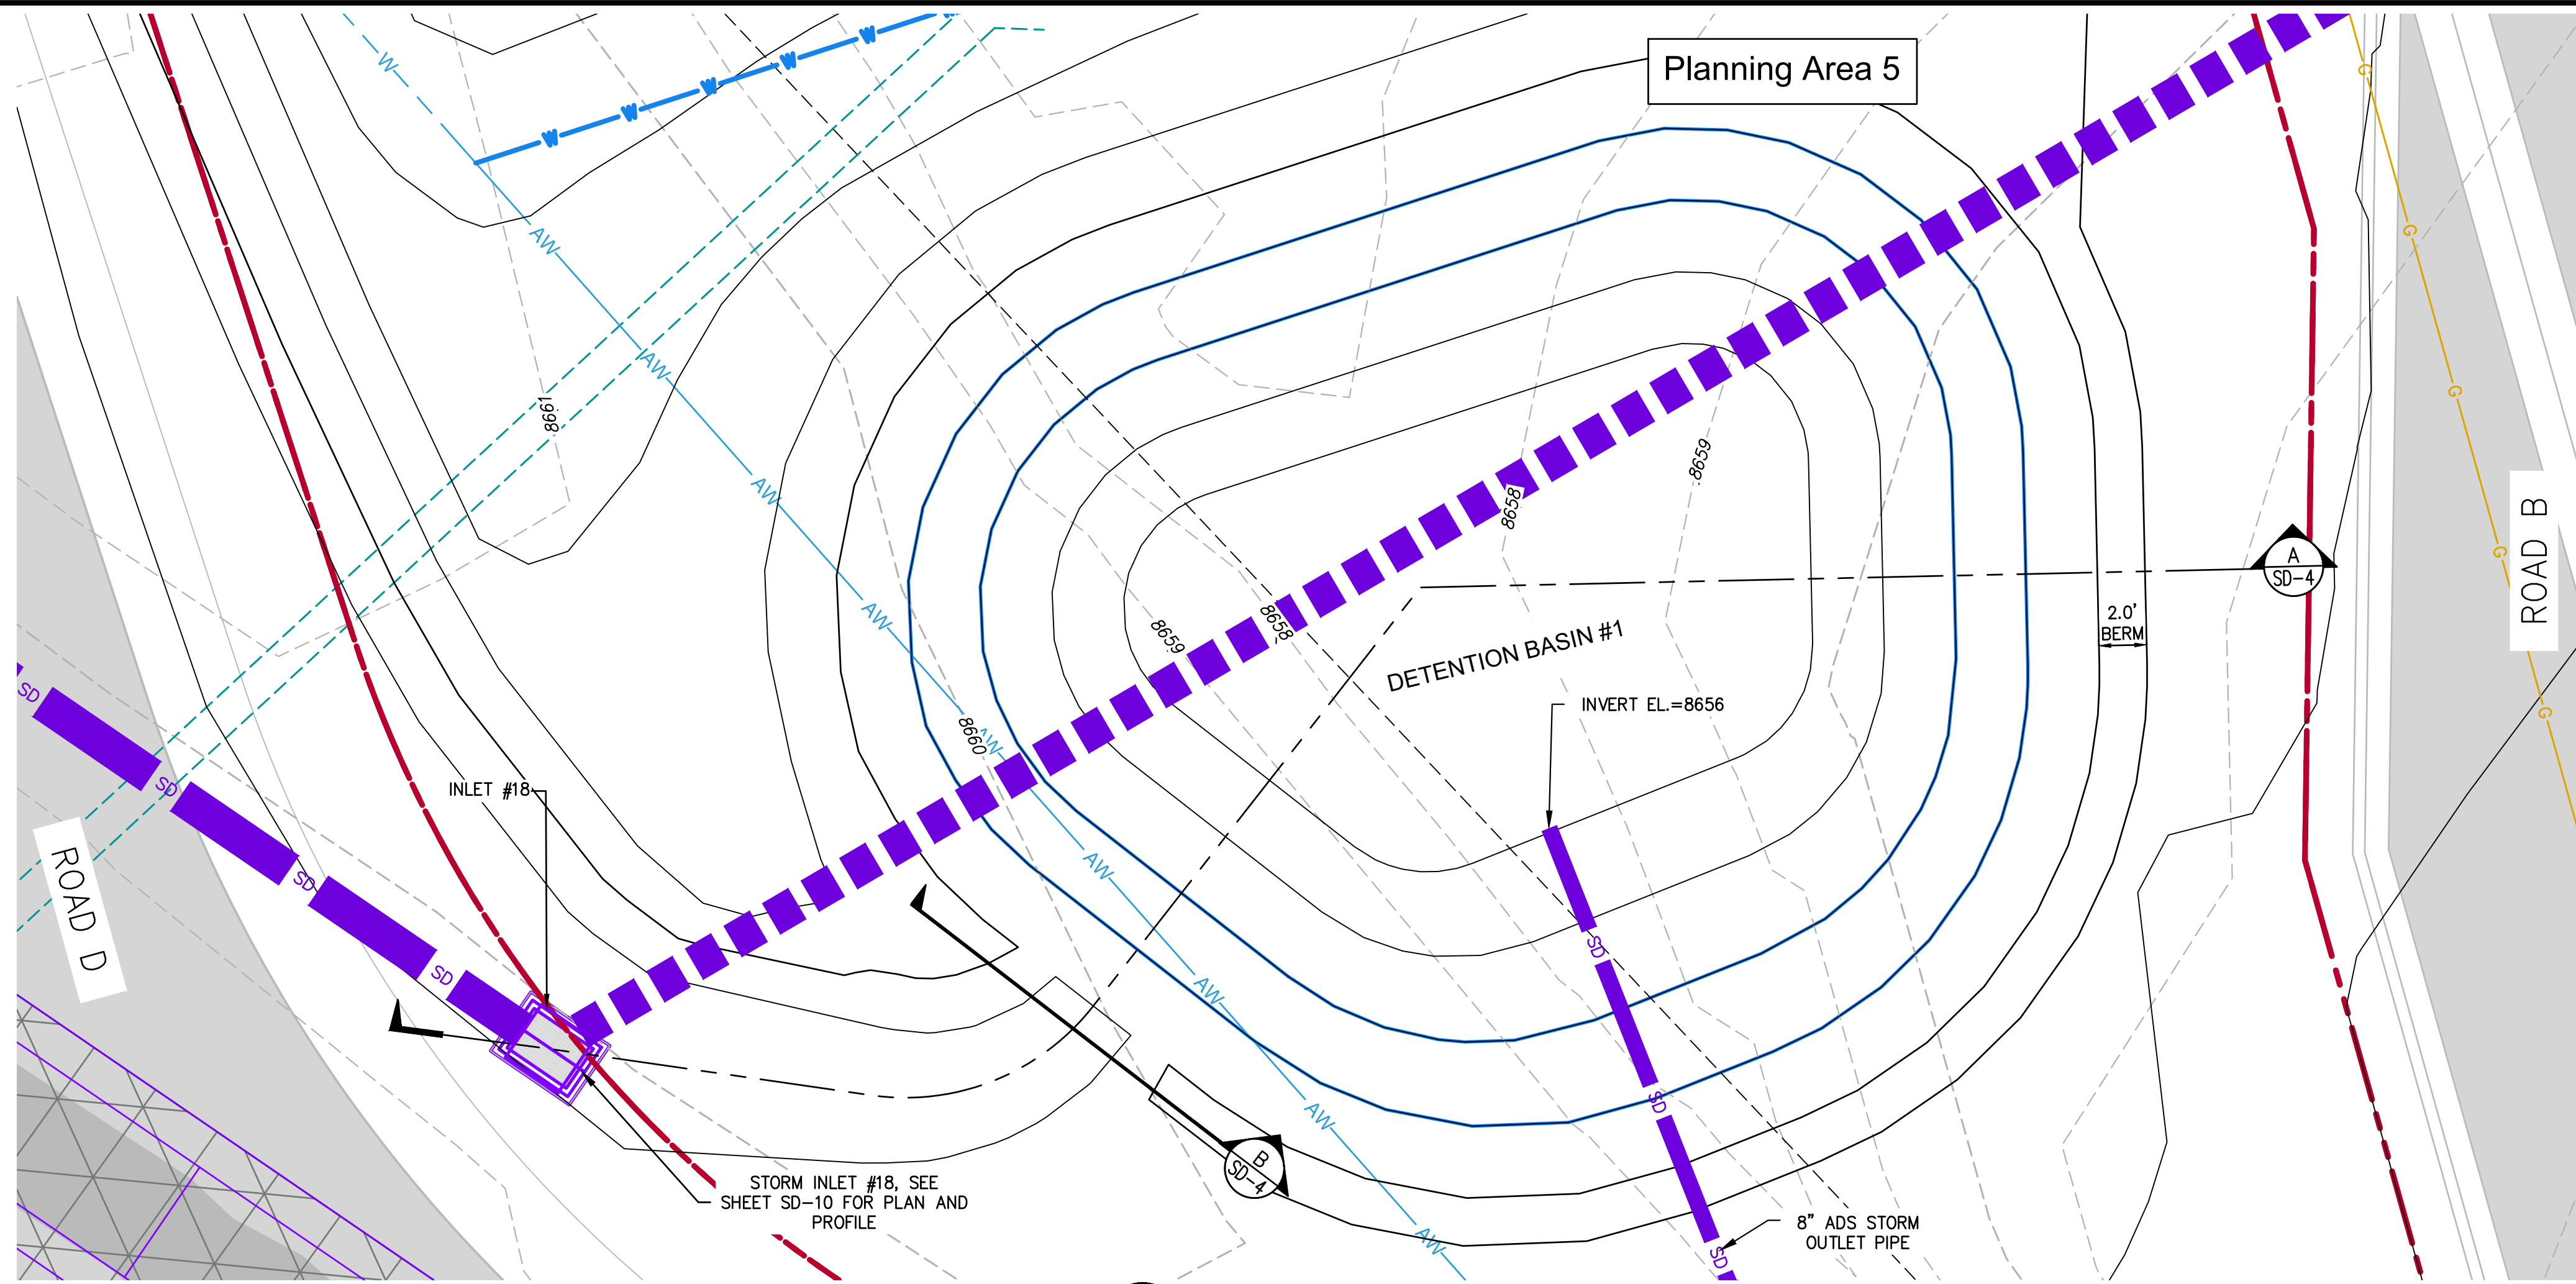 Planning Area 5
W
W
W
W
W
W
AW
AW
AW
AW
AW
AW
AW
AW
AW
G
G
G
G
G
8661
8659
8658
8659
8658
8660
A
SD-4
ROAD B
2.0'
BERM
DETENTION BASIN #1
INVERT EL.=8656
SD
SD
SD
SD
INLET #18
ROAD D
SD
SD
SD
B
SD-4
STORM INLET #18, SEE
SHEET SD-10 FOR PLAN AND
PROFILE
8" ADS STORM
OUTLET PIPE